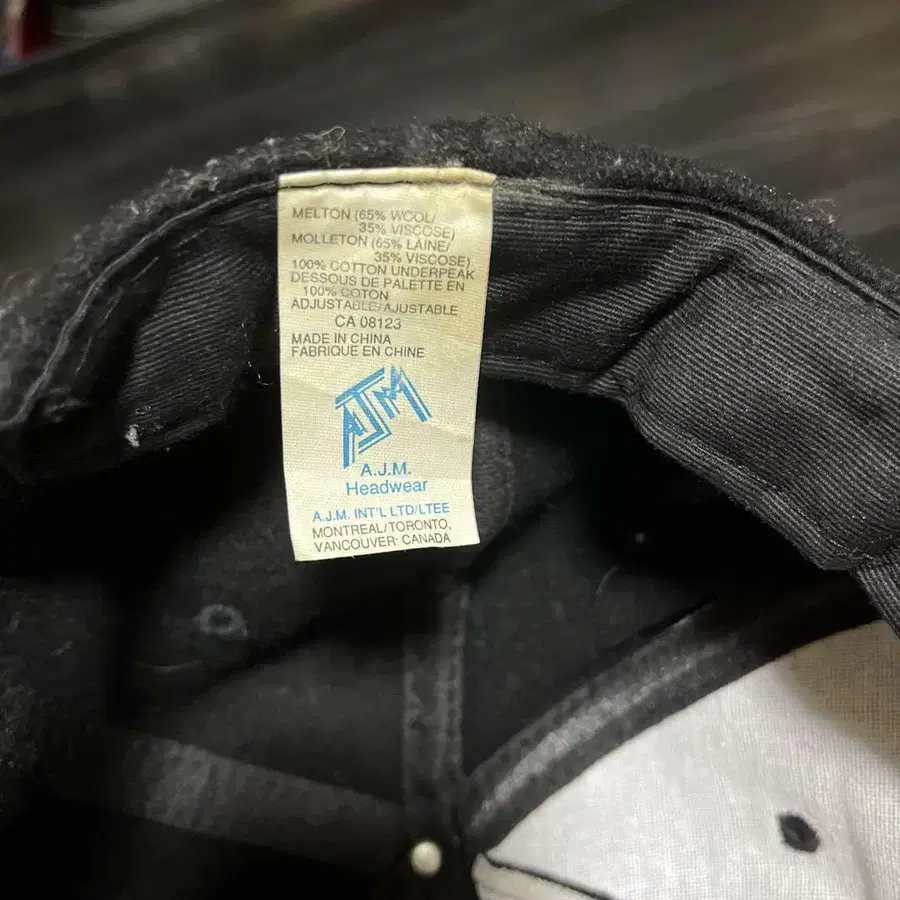 MELTON (65% WOOL/
35% VISCOSE)
MOLLETON (65% LAINE/
35% VISCOSE)
100% COTTON UNDERPEAK
DESSOUS DE PALETTE EN
100% COTON
ADJUSTABLE/AJUSTABLE
CA 08123
MADE IN CHINA
FABRIQUE EN CHINE
AJM
A.J.M.
Headwear
A.J.M. INT'L LTD/LTEE
MONTREAL/TORONTO,
VANCOUVER: CANADA